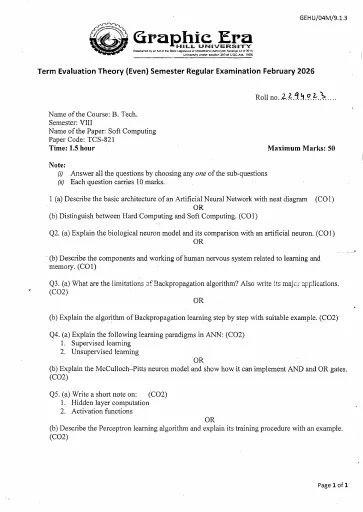 GEHU/04M/9.1.3
Graphic Era
HILL UNIVERSITY
Term Evaluation Theory (Even) Semester Regular Examination February 2026
Roll no. 2294023
Name of the Course: B. Tech.
Semester: VIII
Name of the Paper: Soft Computing
Paper Code: TCS-821
Time: 1.5 hour Maximum Marks: 50
Note:
(i) Answer all the questions by choosing any one of the sub-questions
(ii) Each question carries 10 marks.
1 (a) Describe the basic architecture of an Artificial Neural Network with neat diagram (CO1)
OR
(b) Distinguish between Hard Computing and Soft Computing. (CO1)
Q2. (a) Explain the biological neuron model and its comparison with an artificial neuron. (CO1)
OR
(b) Describe the components and working of human nervous system related to learning and
memory. (CO1)
Q3. (a) What are the limitations of Backpropagation algorithm? Also write its major applications.
(CO2)
OR
(b) Explain the algorithm of Backpropagation learning step by step with suitable example. (CO2)
Q4. (a) Explain the following learning paradigms in ANN: (CO2)
1. Supervised learning
2. Unsupervised learning
OR
(b) Explain the McCulloch–Pitts neuron model and show how it can implement AND and OR gates.
(CO2)
Q5. (a) Write a short note on: (CO2)
1. Hidden layer computation
2. Activation functions
OR
(b) Describe the Perceptron learning algorithm and explain its training procedure with an example.
(CO2)
Page 1 of 1